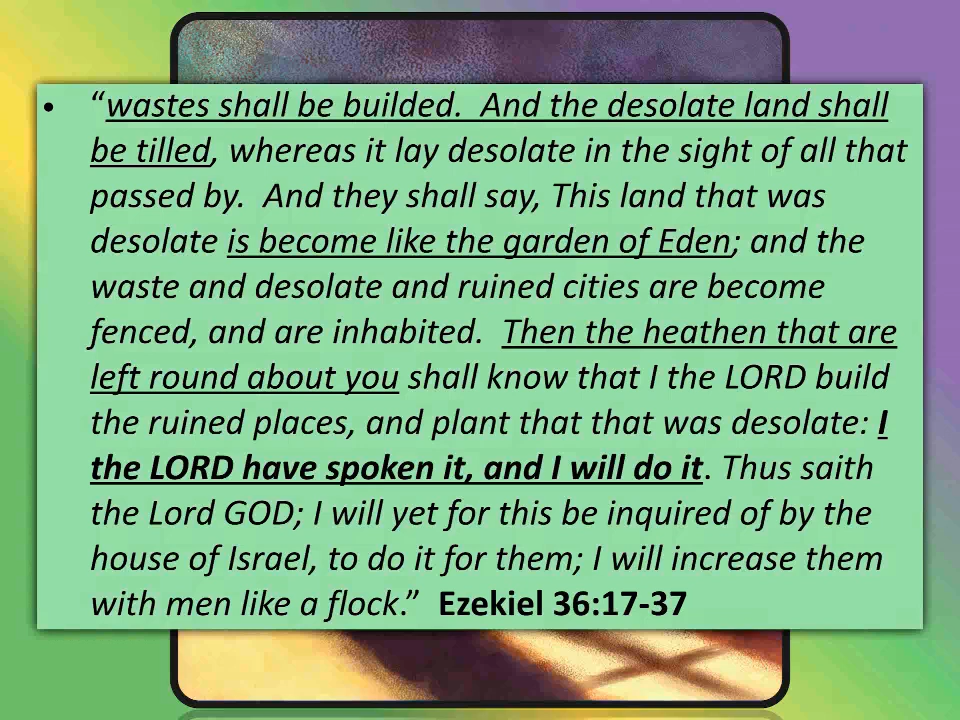 • “wastes shall be builded.  And the desolate land shall
be tilled, whereas it lay desolate in the sight of all that
passed by.  And they shall say, This land that was
desolate is become like the garden of Eden; and the
waste and desolate and ruined cities are become
fenced, and are inhabited.  Then the heathen that are
left round about you shall know that I the LORD build
the ruined places, and plant that that was desolate: I
the LORD have spoken it, and I will do it. Thus saith
the Lord GOD; I will yet for this be inquired of by the
house of Israel, to do it for them; I will increase them
with men like a flock.”  Ezekiel 36:17-37